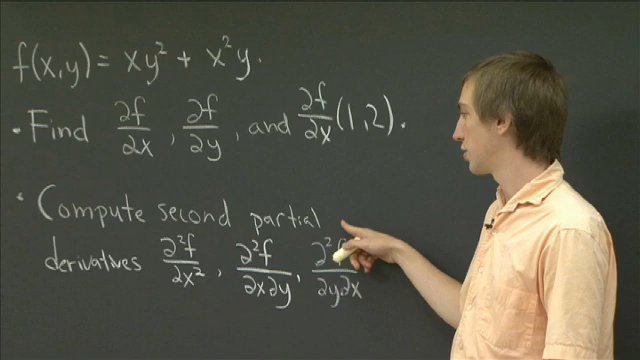 f(x,y) = xy² + x²y.
• Find ∂f/∂x, ∂f/∂y, and ∂f/∂x(1,2).
• Compute second partial
derivatives ∂²f/∂x², ∂²f/∂x∂y, ∂²f/∂y∂x